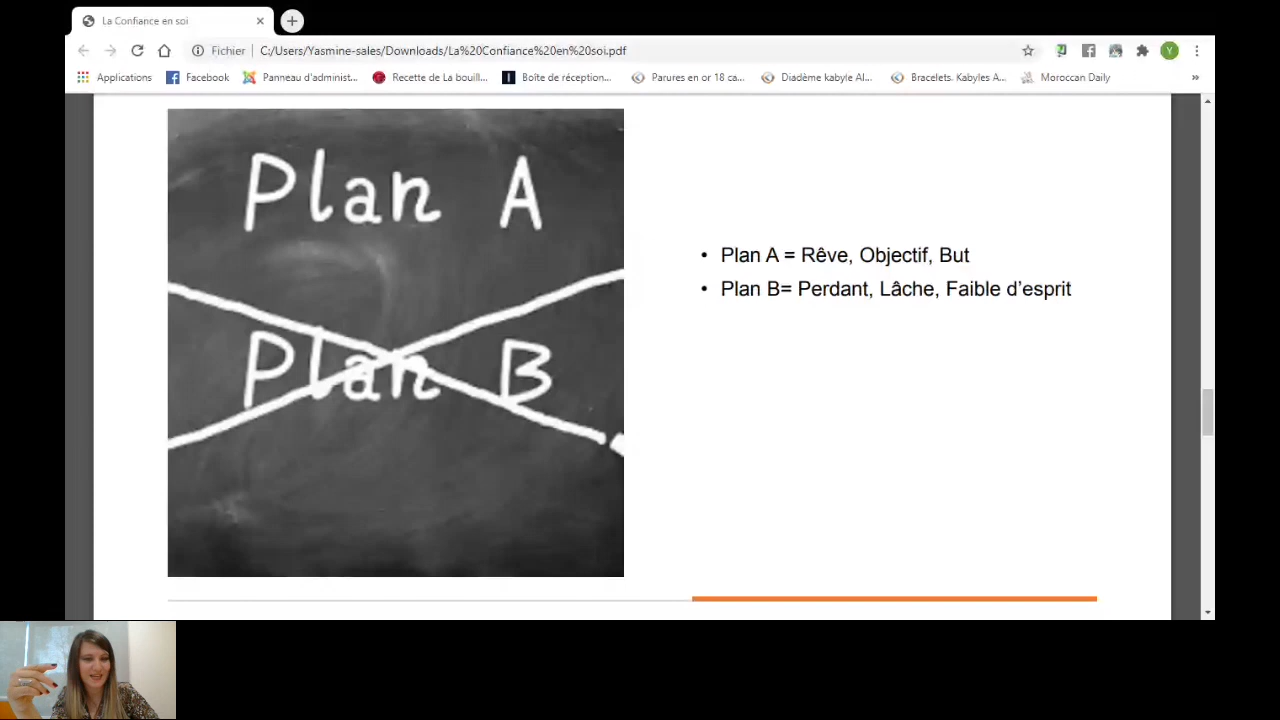 La Confiance en soi
Fichier | C:/Users/Yasmine-sales/Downloads/La%20Confiance%20en%20soi.pdf
Y
Applications Facebook Panneau d'administ... Recette de La bouill... Boîte de réception... Parures en or 18 ca... Diadème kabyle Al... Bracelets. Kabyles A... Moroccan Daily »
Plan A
Plan B
• Plan A = Rêve, Objectif, But
• Plan B= Perdant, Lâche, Faible d'esprit